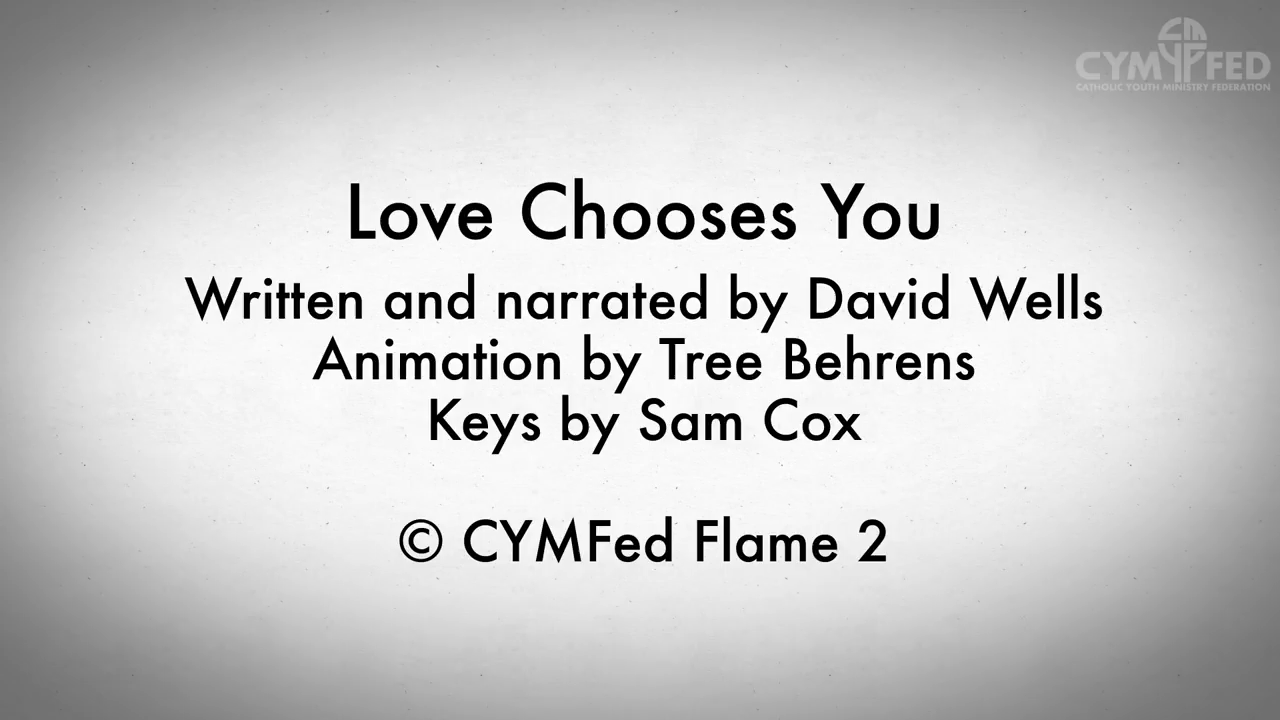 CYMFED
CATHOLIC YOUTH MINISTRY FEDERATION
Love Chooses You
Written and narrated by David Wells
Animation by Tree Behrens
Keys by Sam Cox
© CYMFed Flame 2